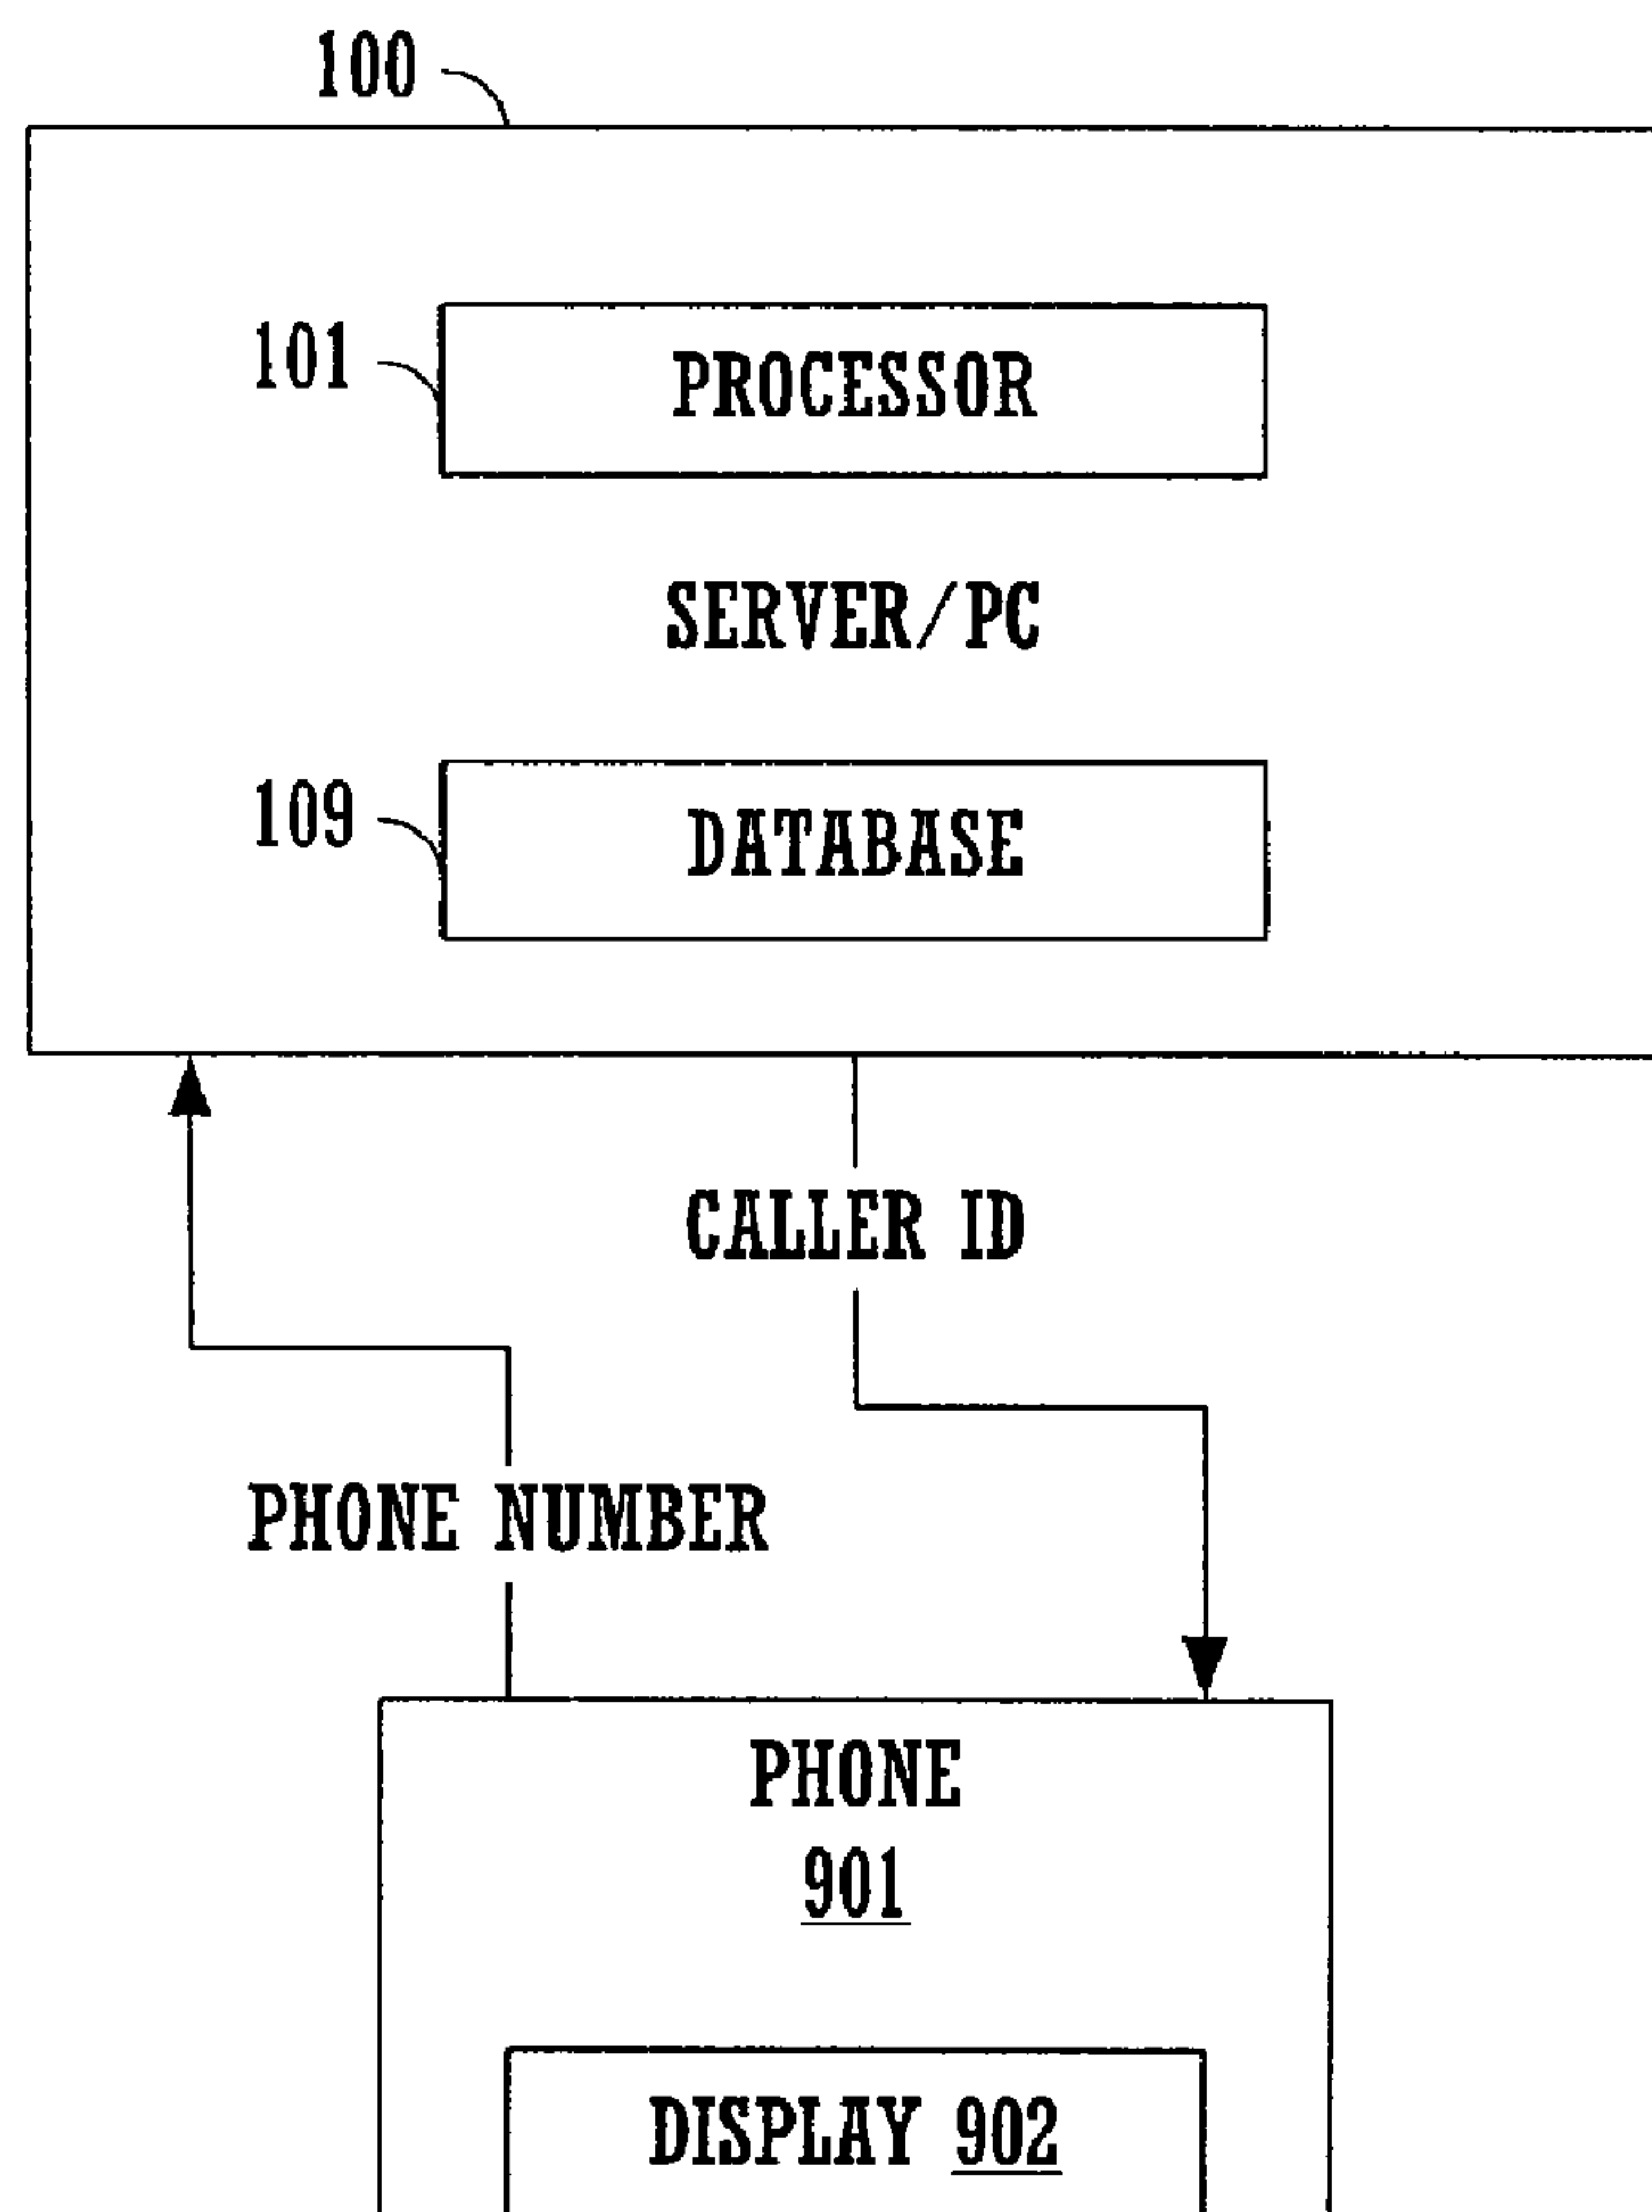 100
101
PROCESSOR
SERVER/PC
109
DATABASE
CALLER ID
PHONE NUMBER
PHONE
901
DISPLAY 902